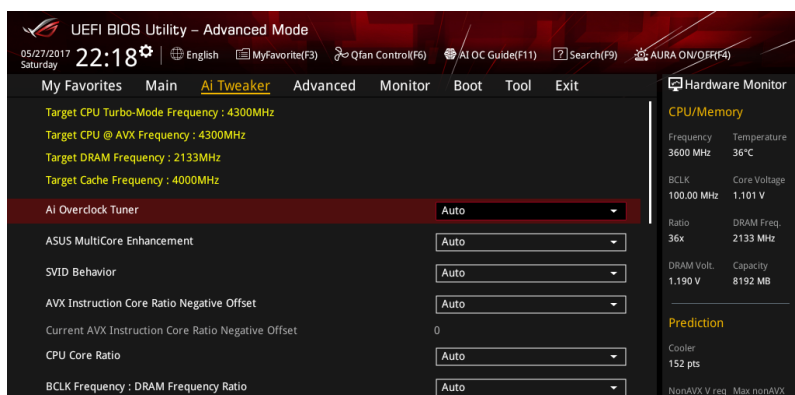 UEFI BIOS Utility – Advanced Mode
05/27/2017 Saturday 22:18 English MyFavorite(F3) Qfan Control(F6) AI OC Guide(F11) Search(F9) AURA ON/OFF(F4)
My Favorites Main Ai Tweaker Advanced Monitor Boot Tool Exit
Target CPU Turbo-Mode Frequency : 4300MHz
Target CPU @ AVX Frequency : 4300MHz
Target DRAM Frequency : 2133MHz
Target Cache Frequency : 4000MHz
Ai Overclock Tuner Auto
ASUS MultiCore Enhancement Auto
SVID Behavior Auto
AVX Instruction Core Ratio Negative Offset Auto
Current AVX Instruction Core Ratio Negative Offset 0
CPU Core Ratio Auto
BCLK Frequency : DRAM Frequency Ratio Auto
Hardware Monitor
CPU/Memory
Frequency Temperature
3600 MHz 36°C
BCLK Core Voltage
100.00 MHz 1.101 V
Ratio DRAM Freq.
36x 2133 MHz
DRAM Volt. Capacity
1.190 V 8192 MB
Prediction
Cooler
152 pts
NonAVX V req Max nonAVX